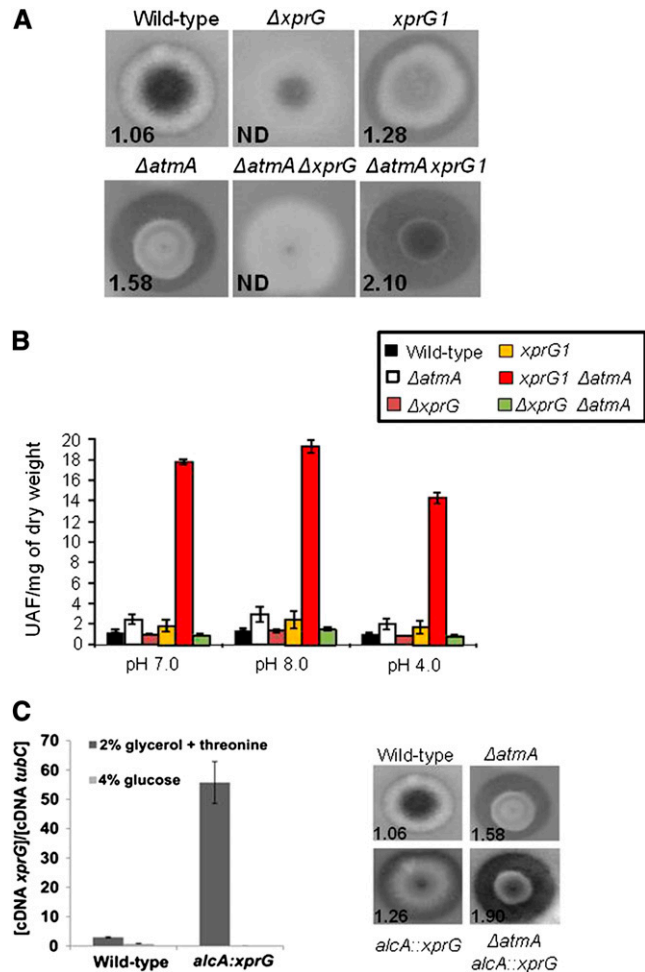 A
Wild-type ΔxprG xprG1
1.06 ND 1.28
ΔatmA ΔatmA ΔxprG ΔatmA xprG1
1.58 ND 2.10
B
Wild-type xprG1
ΔatmA xprG1 ΔatmA
ΔxprG ΔxprG ΔatmA
UAF/mg of dry weight
20
18
16
14
12
10
8
6
4
2
0
pH 7.0 pH 8.0 pH 4.0
C
[cDNA xprG]/[cDNA tubC]
70
60
50
40
30
20
10
0
2% glycerol + threonine
4% glucose
Wild-type alcA:xprG
Wild-type ΔatmA
1.06 1.58
1.26 1.90
alcA::xprG ΔatmA
alcA::xprG